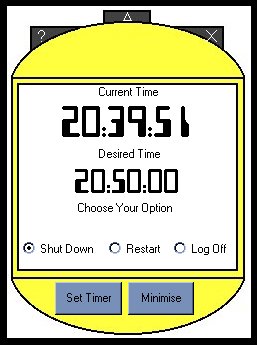 ?
X
Current Time
20:39:51
Desired Time
20:50:00
Choose Your Option
Shut Down Restart Log Off
Set Timer Minimise